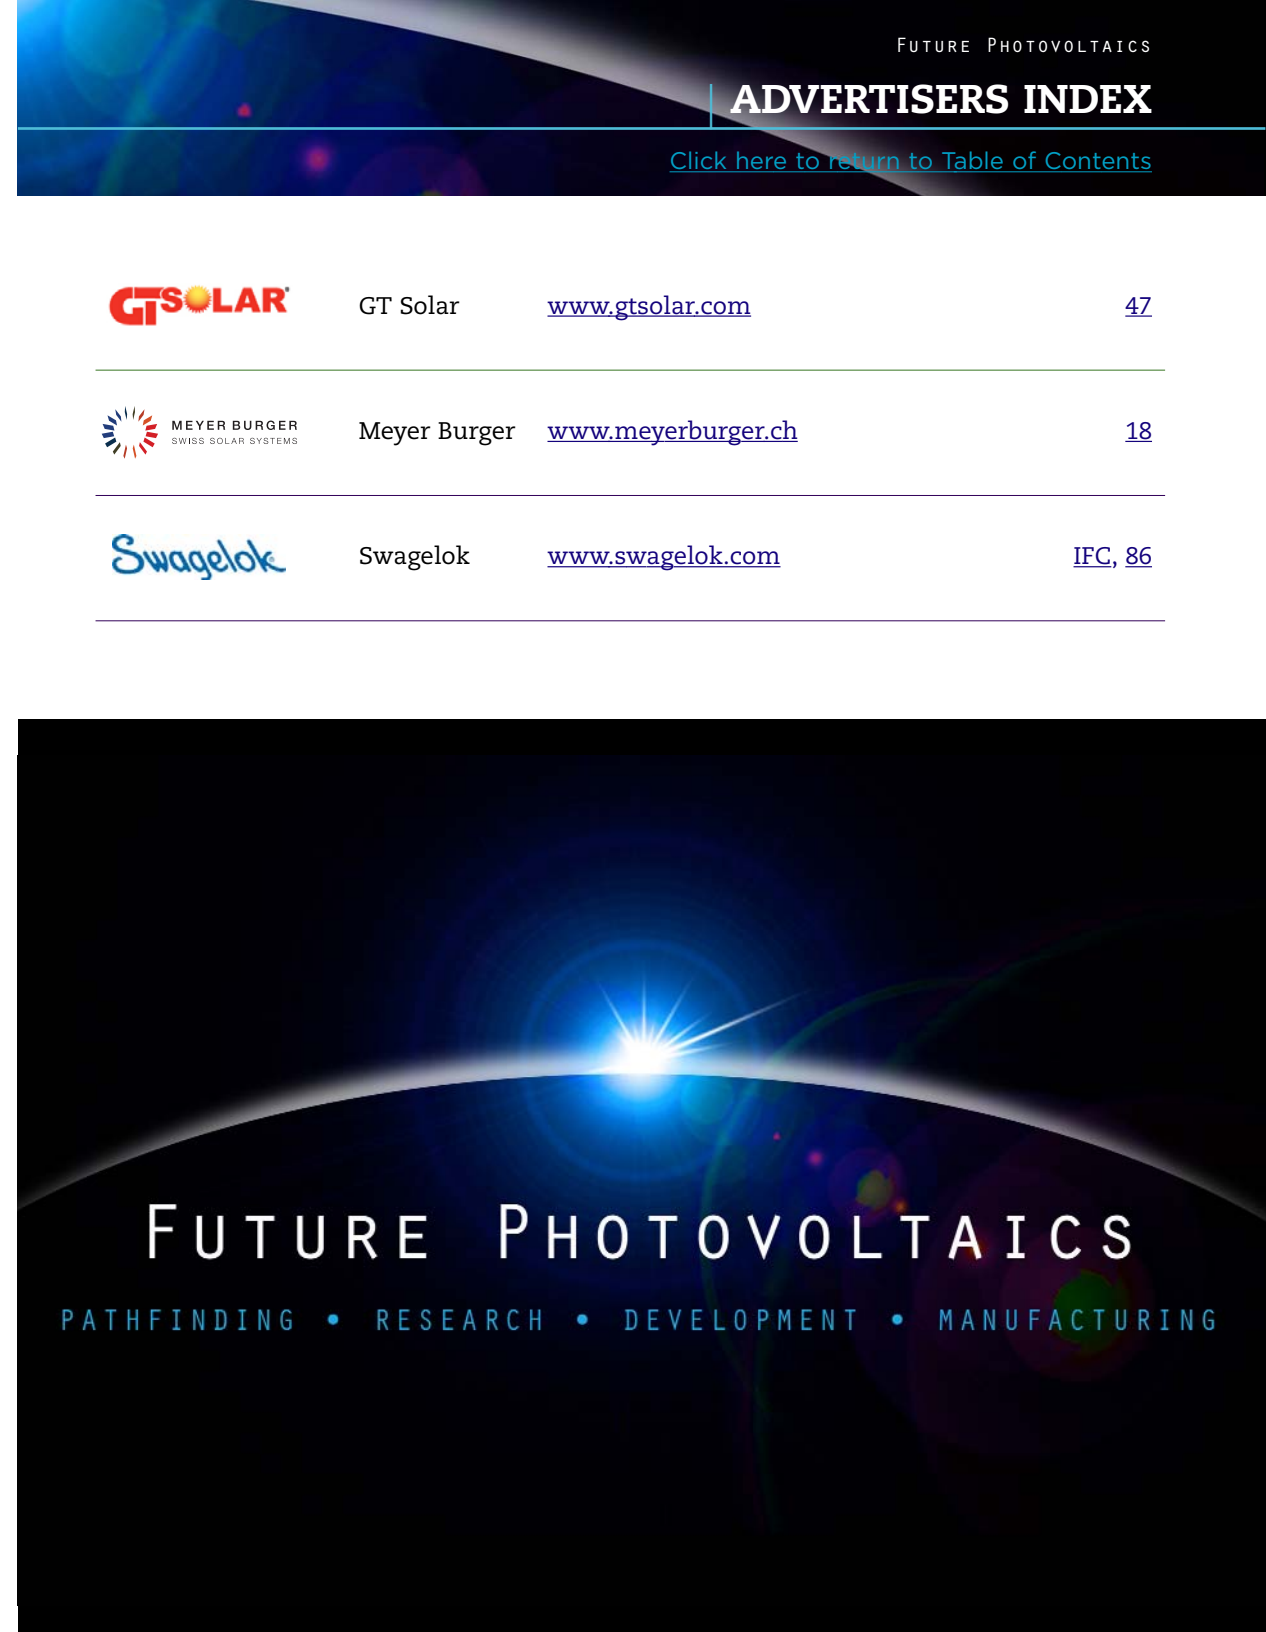 FUTURE PHOTOVOLTAICS
ADVERTISERS INDEX
Click here to return to Table of Contents
GTSOLAR® GT Solar www.gtsolar.com 47
MEYER BURGER
SWISS SOLAR SYSTEMS
Meyer Burger www.meyerburger.ch 18
Swagelok Swagelok www.swagelok.com IFC, 86
FUTURE PHOTOVOLTAICS
PATHFINDING • RESEARCH • DEVELOPMENT • MANUFACTURING